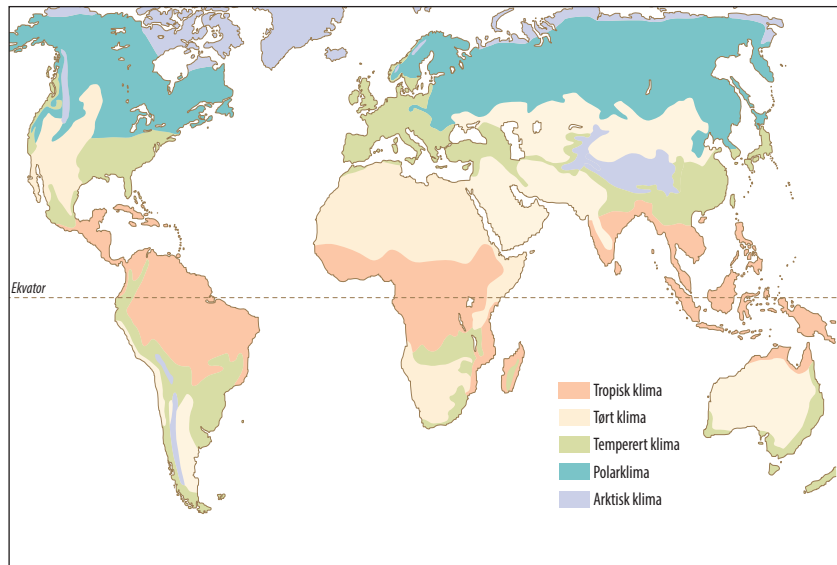 Ekvator
Tropisk klima
Tørt klima
Temperert klima
Polarklima
Arktisk klima